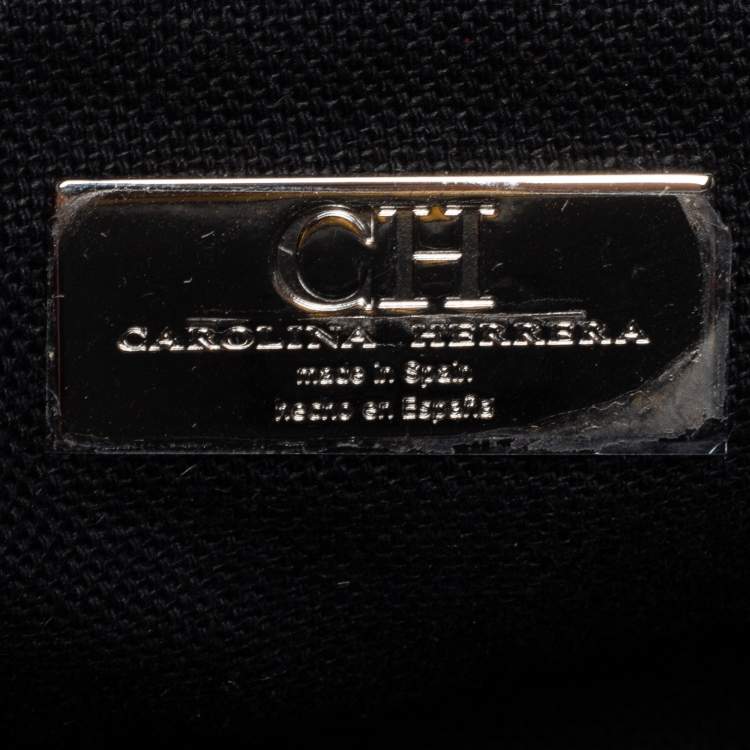 CH
CAROLINA HERRERA
made in Spain
hecho en España